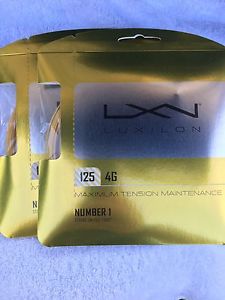 LXN
LUXILON
125 4G
MAXIMUM TENSION MAINTENANCE
NUMBER 1
N